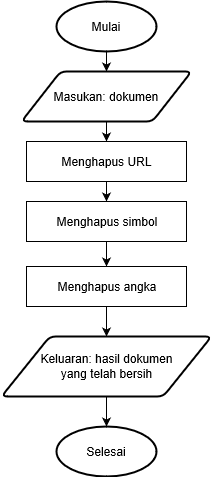 Mulai
Masukan: dokumen
Menghapus URL
Menghapus simbol
Menghapus angka
Keluaran: hasil dokumen
yang telah bersih
Selesai